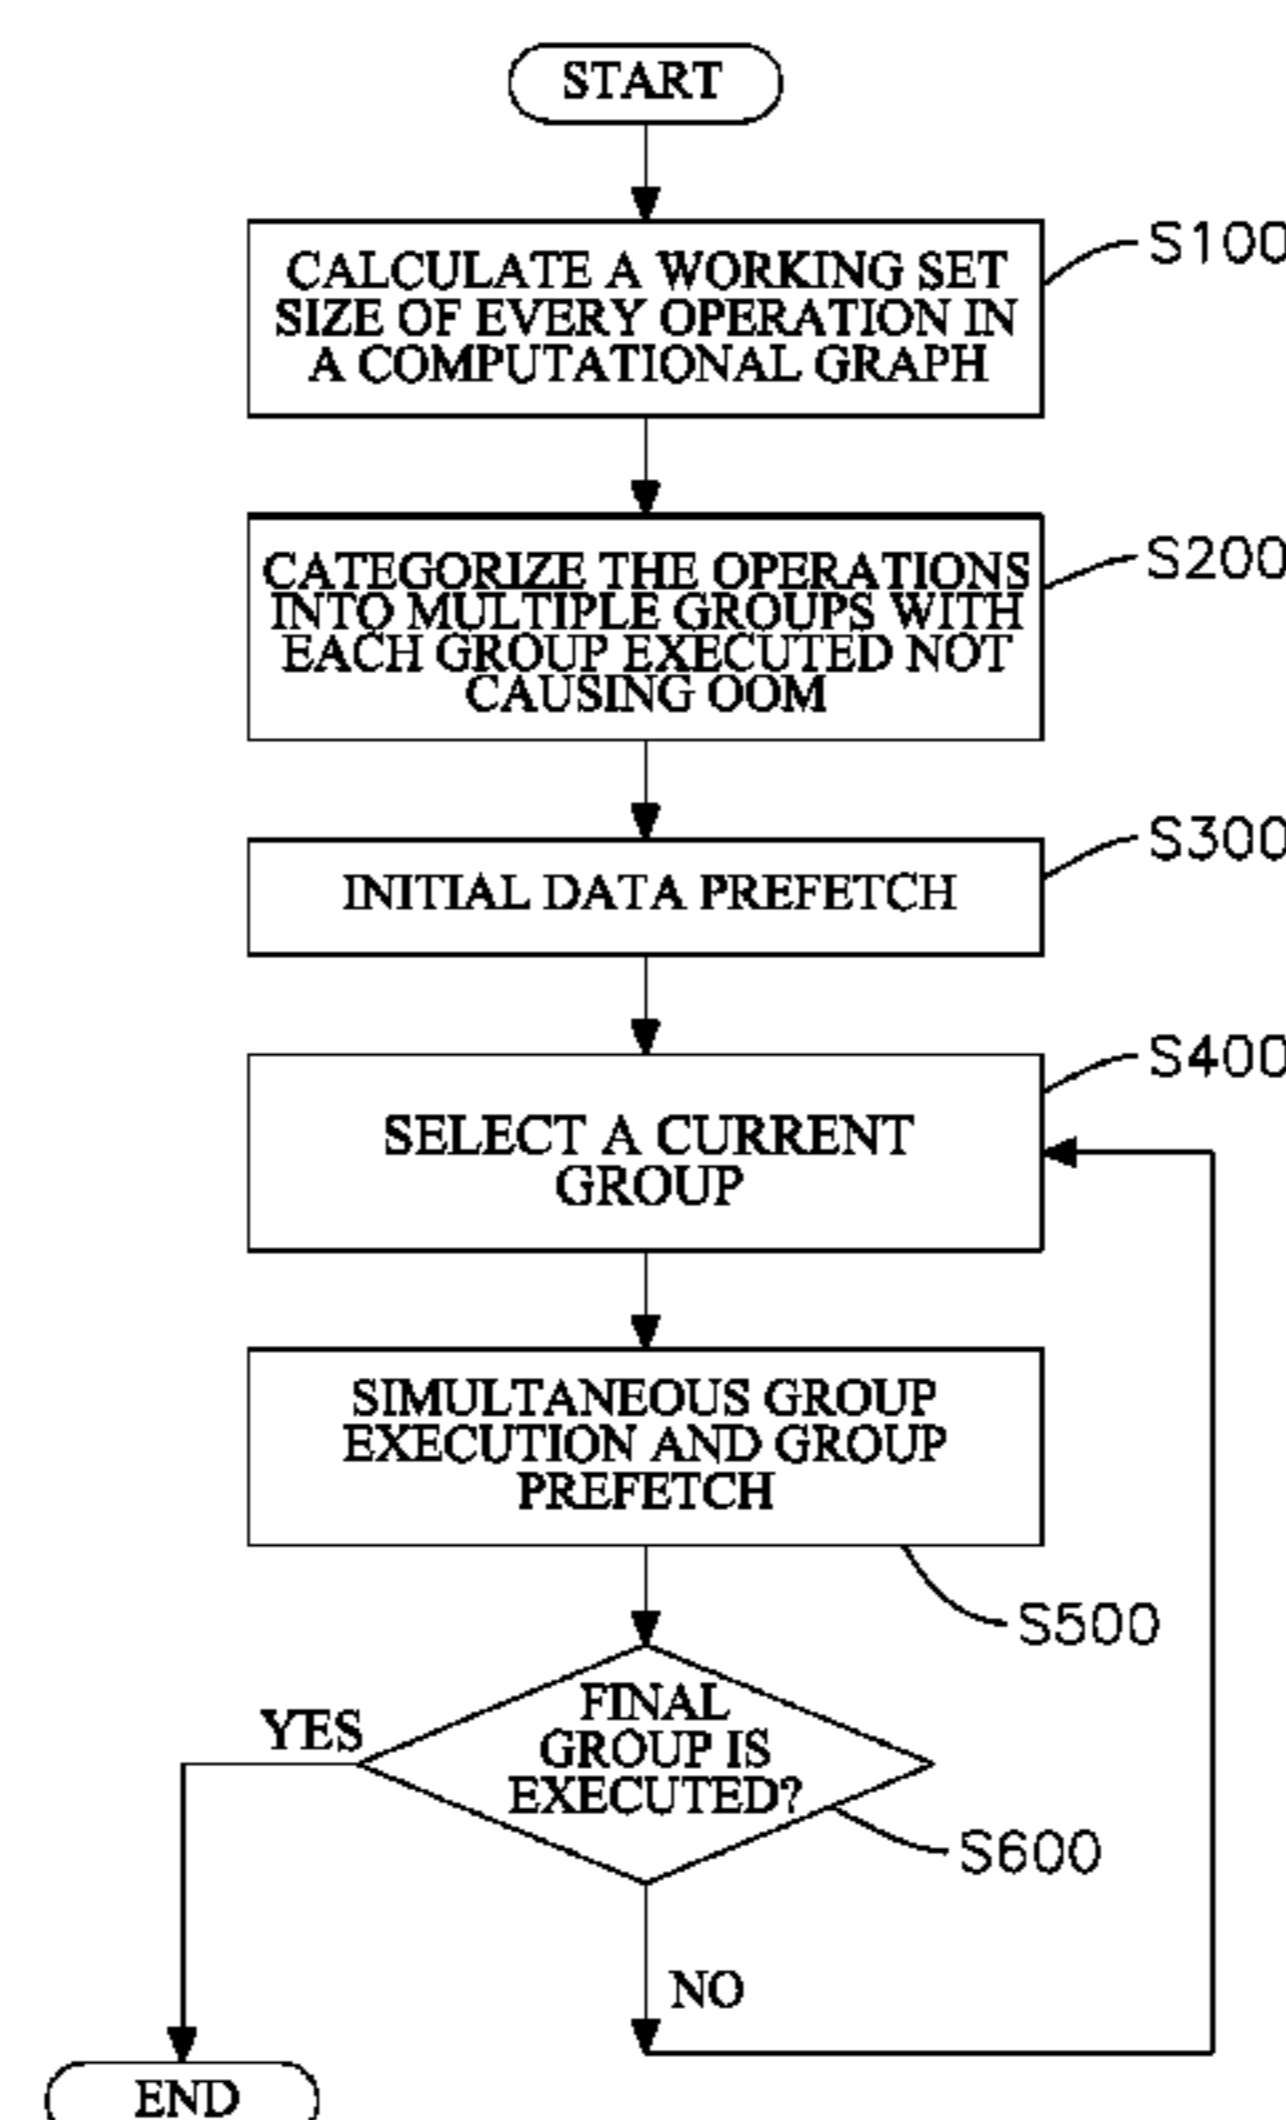 START
CALCULATE A WORKING SET
SIZE OF EVERY OPERATION IN
A COMPUTATIONAL GRAPH
S100
CATEGORIZE THE OPERATIONS
INTO MULTIPLE GROUPS WITH
EACH GROUP EXECUTED NOT
CAUSING OOM
S200
INITIAL DATA PREFETCH
S300
SELECT A CURRENT
GROUP
S400
SIMULTANEOUS GROUP
EXECUTION AND GROUP
PREFETCH
S500
FINAL
GROUP IS
EXECUTED?
S600
YES
NO
END